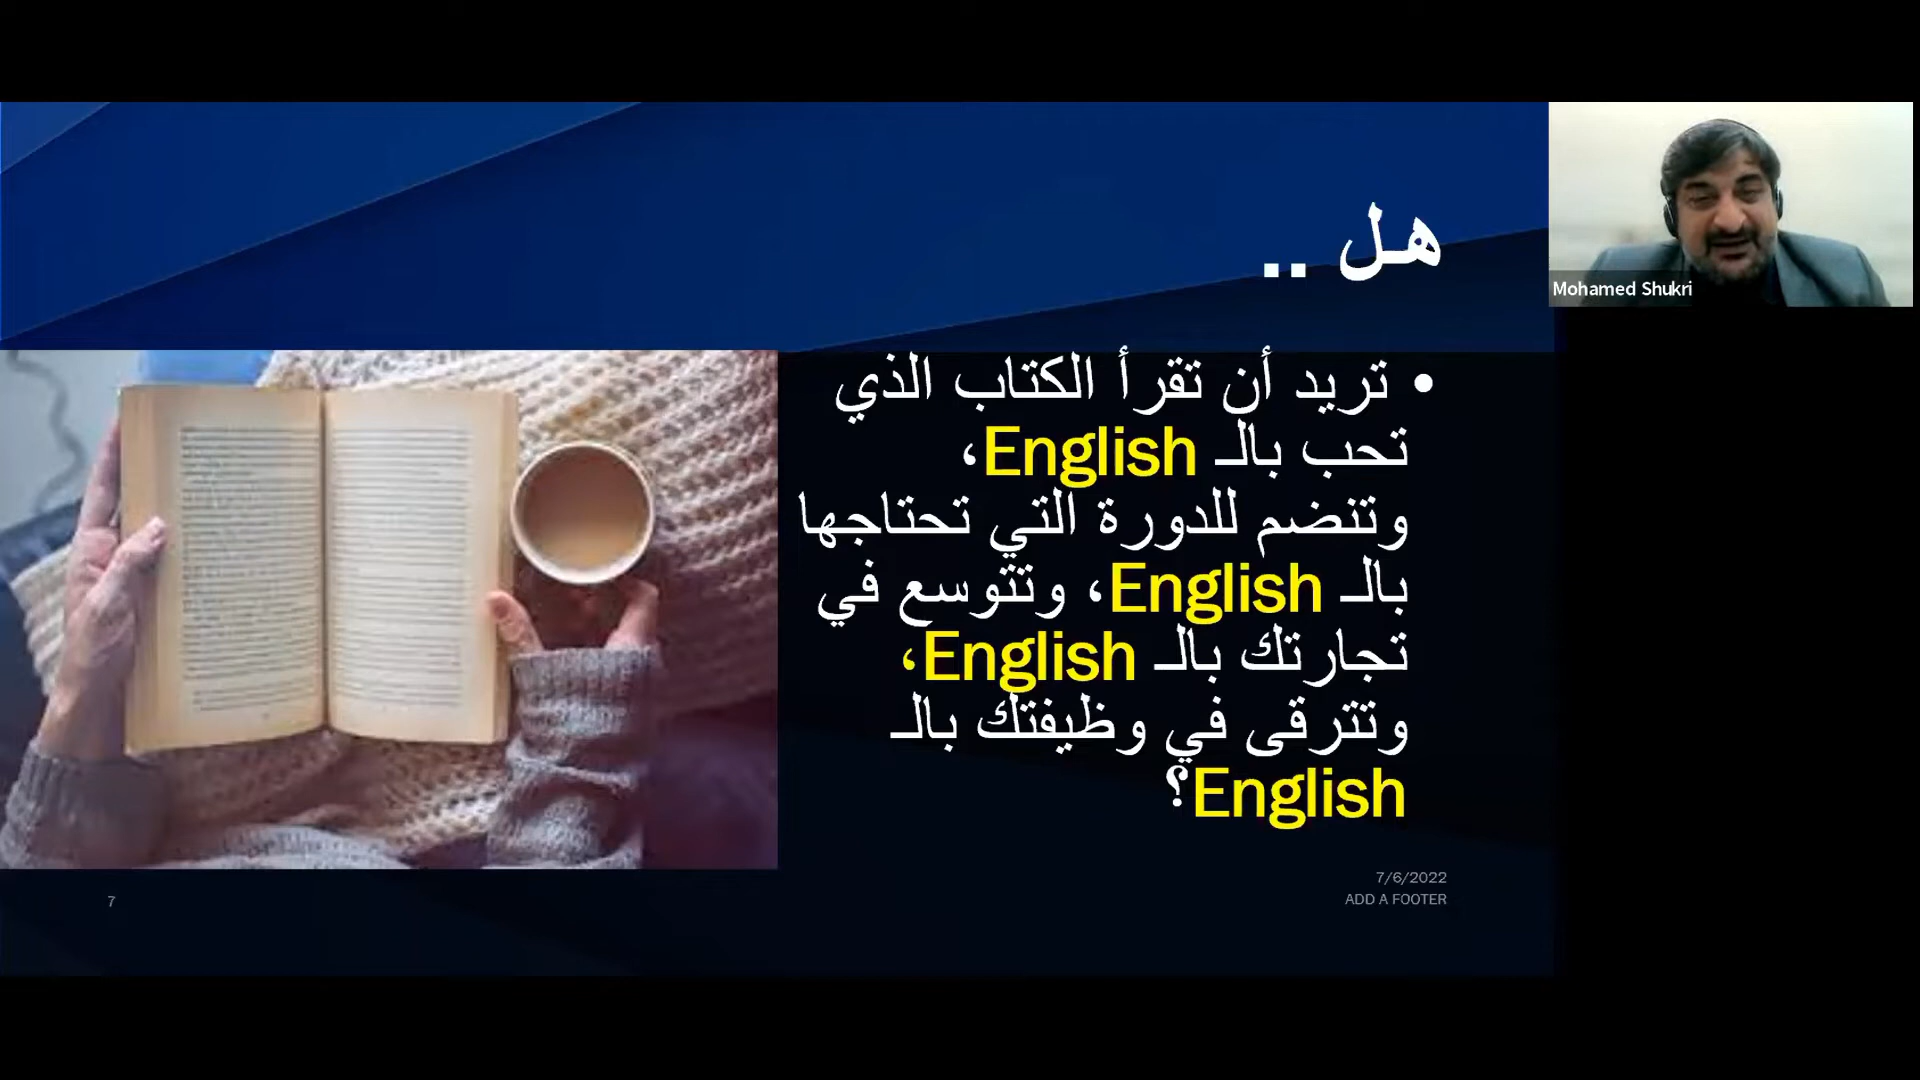 هل ..
• تريد أن تقرأ الكتاب الذي
تحب بالـ English،
وتنضم للدورة التي تحتاجها
بالـ English، وتتوسع في
تجارتك بالـ English،
وتترقى في وظيفتك بالـ
English؟
7/6/2022
ADD A FOOTER
7
Mohamed Shukri